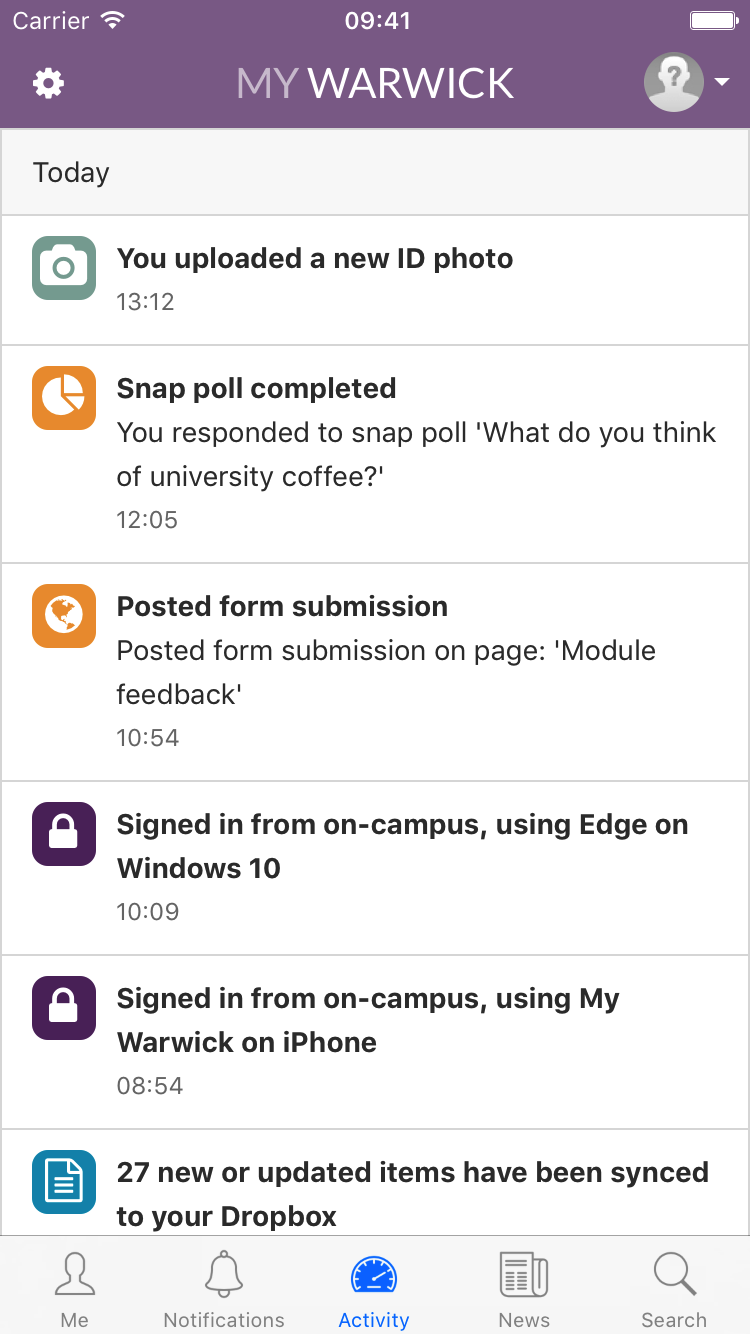 Carrier 09:41
MY WARWICK
Today
You uploaded a new ID photo
13:12
Snap poll completed
You responded to snap poll 'What do you think
of university coffee?'
12:05
Posted form submission
Posted form submission on page: 'Module
feedback'
10:54
Signed in from on-campus, using Edge on
Windows 10
10:09
Signed in from on-campus, using My
Warwick on iPhone
08:54
27 new or updated items have been synced
to your Dropbox
Me Notifications Activity News Search